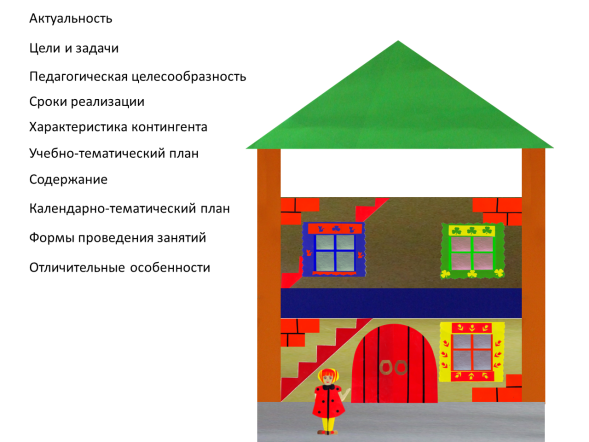 Актуальность
Цели и задачи
Педагогическая целесообразность
Сроки реализации
Характеристика контингента
Учебно-тематический план
Содержание
Календарно-тематический план
Формы проведения занятий
Отличительные особенности